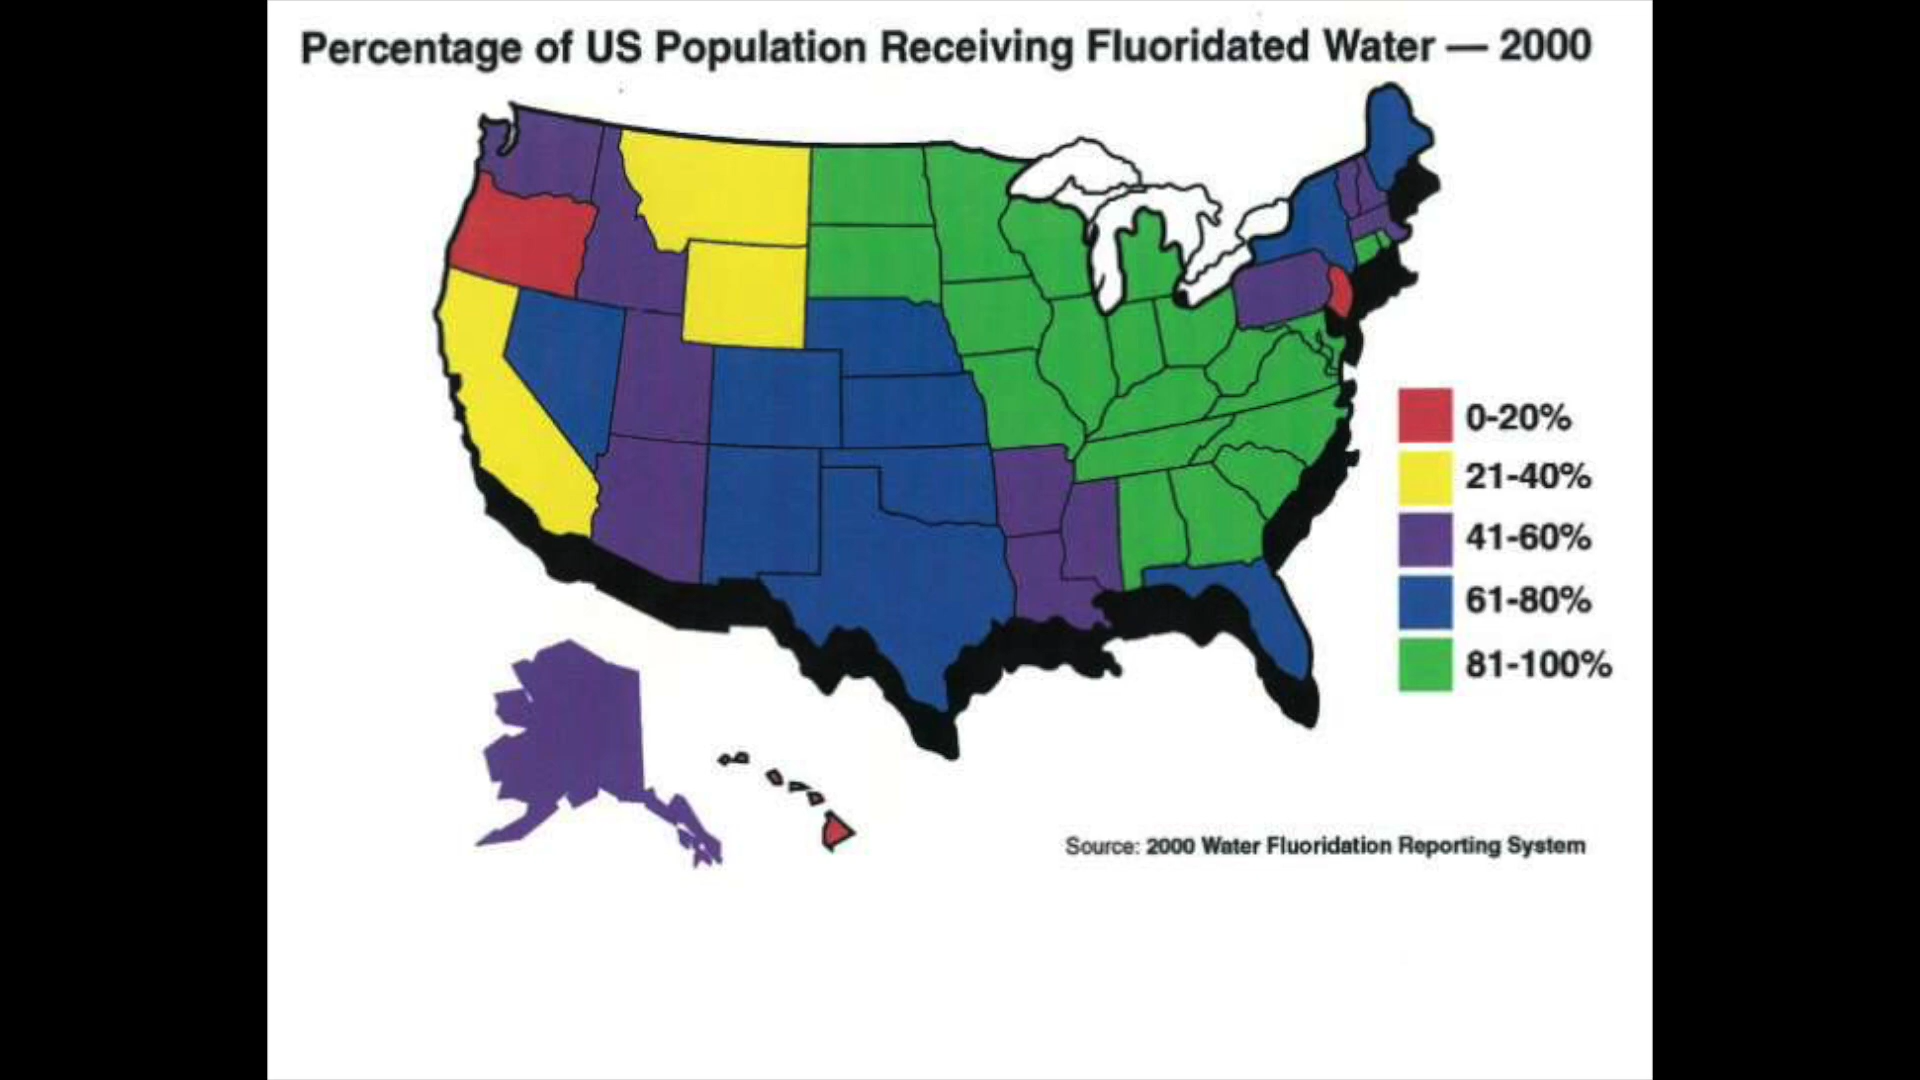 Percentage of US Population Receiving Fluoridated Water — 2000
0-20%
21-40%
41-60%
61-80%
81-100%
Source: 2000 Water Fluoridation Reporting System